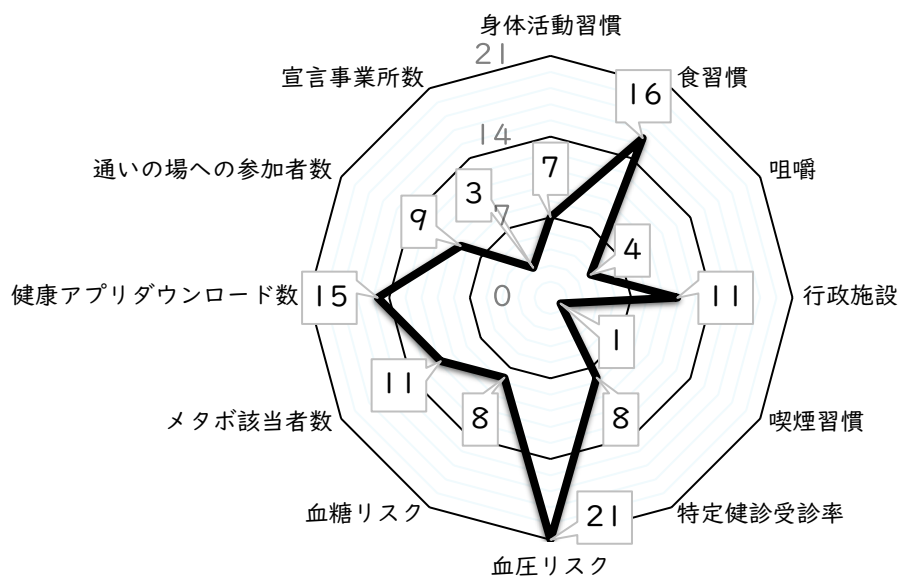 身体活動習慣
21
宣言事業所数
食習慣
16
14
7
通いの場への参加者数
咀嚼
3
7
9
4
健康アプリダウンロード数
15
0
11
行政施設
1
11
8
8
メタボ該当者数
喫煙習慣
血糖リスク
21
特定健診受診率
血圧リスク